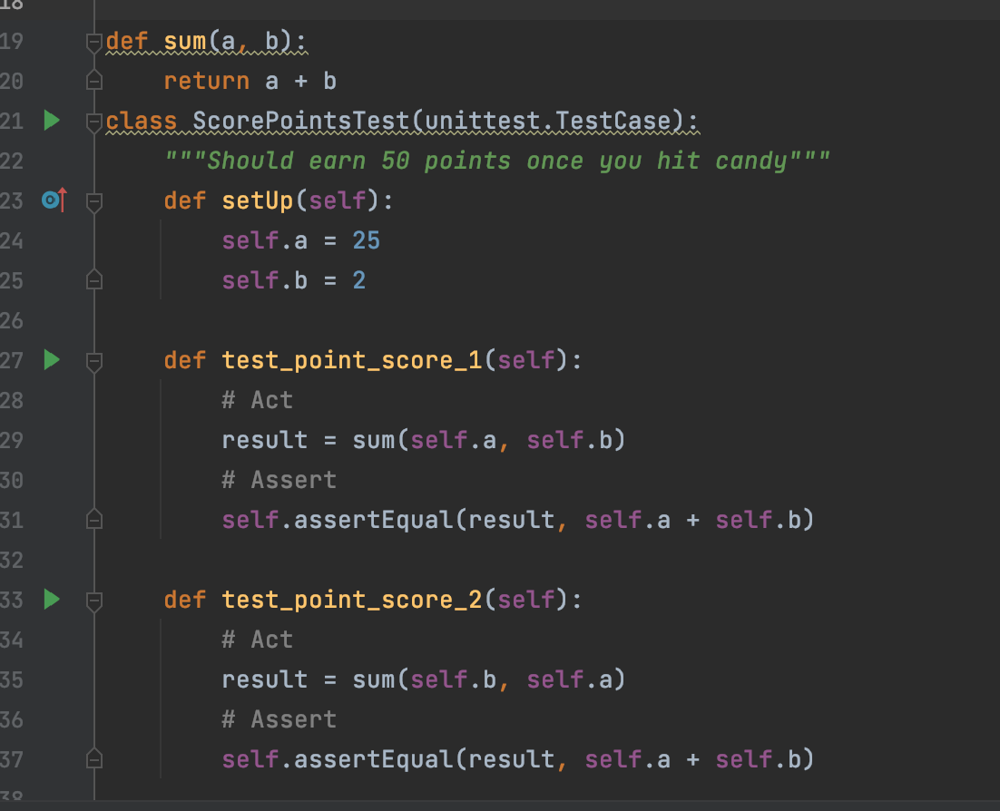 18
19 def sum(a, b):
20     return a + b
21 class ScorePointsTest(unittest.TestCase):
22     """Should earn 50 points once you hit candy"""
23     def setUp(self):
24         self.a = 25
25         self.b = 2
26
27     def test_point_score_1(self):
28         # Act
29         result = sum(self.a, self.b)
30         # Assert
31         self.assertEqual(result, self.a + self.b)
32
33     def test_point_score_2(self):
34         # Act
35         result = sum(self.b, self.a)
36         # Assert
37         self.assertEqual(result, self.a + self.b)
38